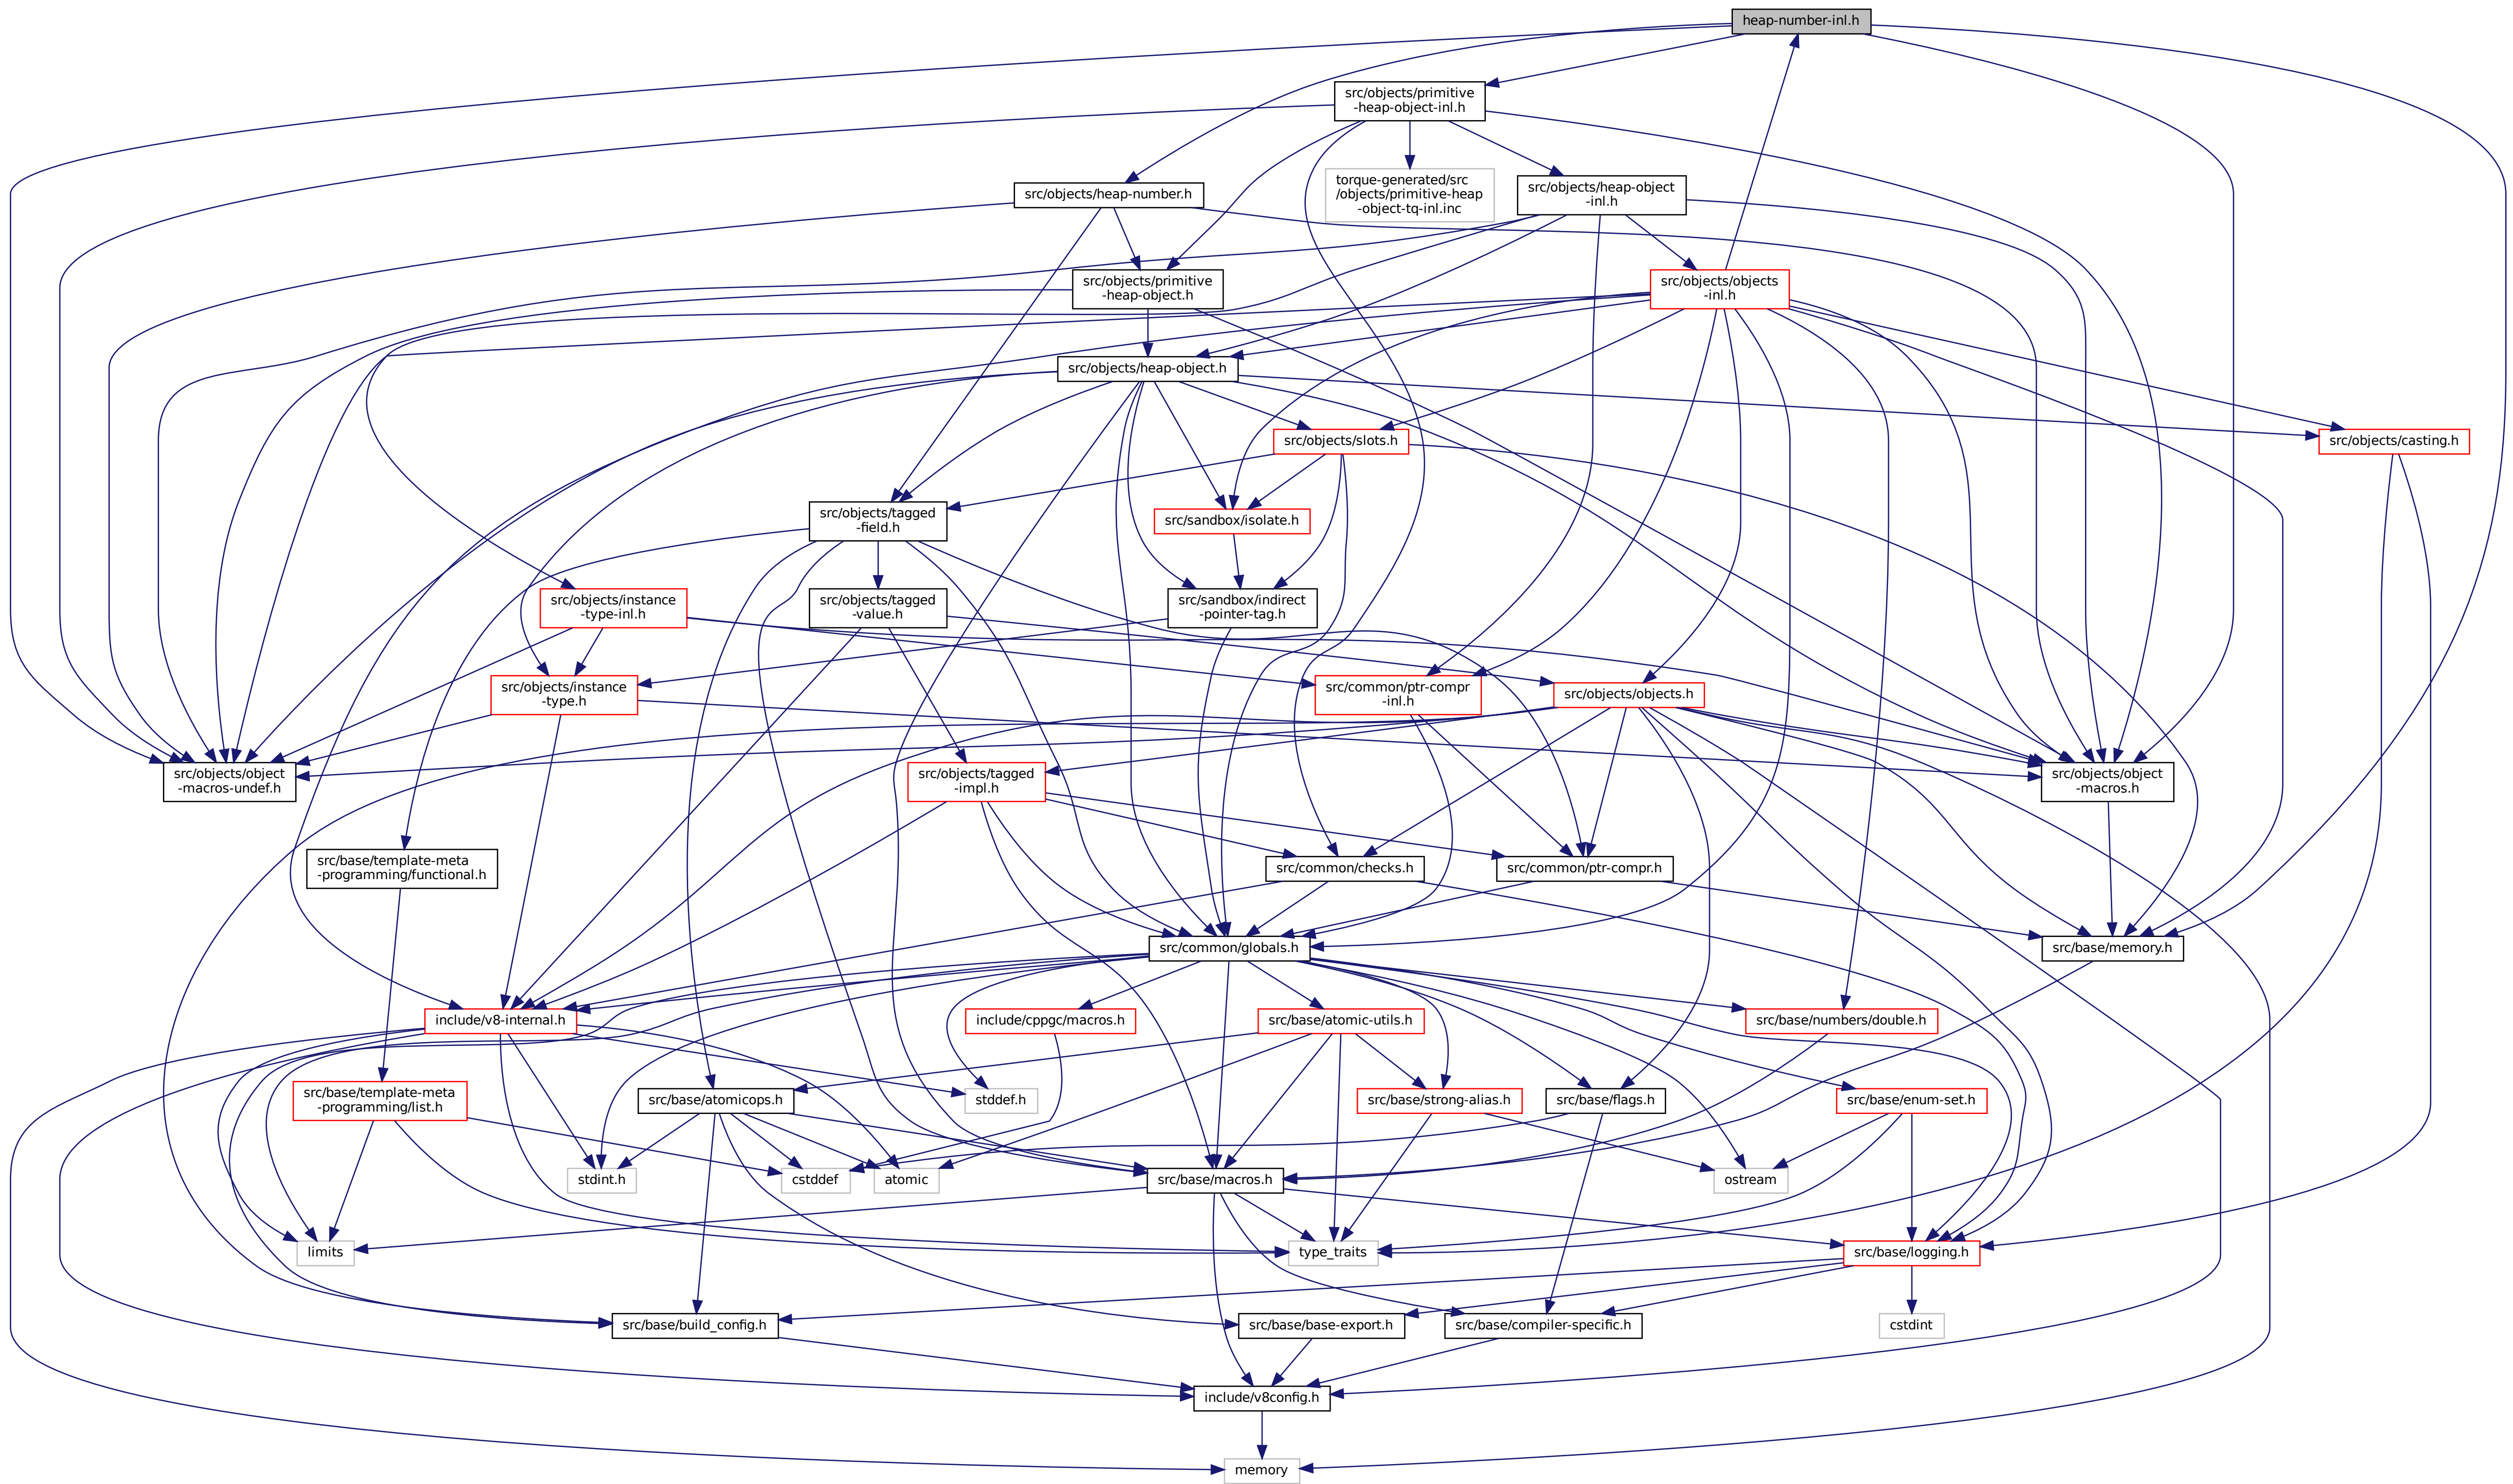 heap-number-inl.h
src/objects/primitive
-heap-object-inl.h
src/objects/heap-number.h
torque-generated/src
/objects/primitive-heap
-object-tq-inl.inc
src/objects/heap-object
-inl.h
src/objects/primitive
-heap-object.h
src/objects/objects
-inl.h
src/objects/heap-object.h
src/objects/slots.h
src/objects/casting.h
src/objects/tagged
-field.h
src/sandbox/isolate.h
src/objects/instance
-type-inl.h
src/objects/tagged
-value.h
src/sandbox/indirect
-pointer-tag.h
src/objects/instance
-type.h
src/common/ptr-compr
-inl.h
src/objects/objects.h
src/objects/object
-macros-undef.h
src/objects/tagged
-impl.h
src/objects/object
-macros.h
src/base/template-meta
-programming/functional.h
src/common/checks.h
src/common/ptr-compr.h
src/common/globals.h
src/base/memory.h
include/v8-internal.h
include/cppgc/macros.h
src/base/atomic-utils.h
src/base/numbers/double.h
src/base/template-meta
-programming/list.h
src/base/atomicops.h
stddef.h
src/base/strong-alias.h
src/base/flags.h
src/base/enum-set.h
stdint.h
cstddef
atomic
src/base/macros.h
ostream
limits
type_traits
src/base/logging.h
src/base/build_config.h
src/base/base-export.h
src/base/compiler-specific.h
cstdint
include/v8config.h
memory